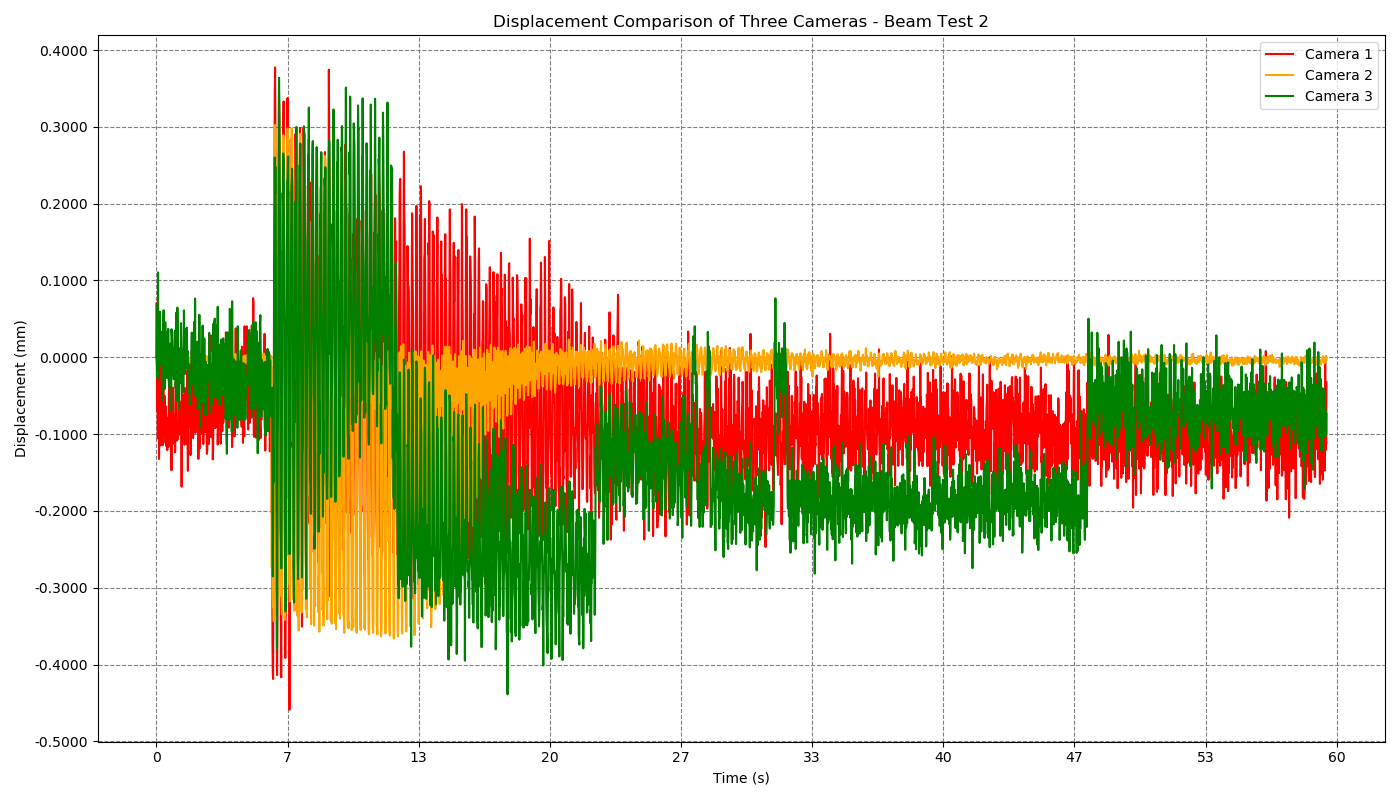 Displacement Comparison of Three Cameras - Beam Test 2
Camera 1
Camera 2
Camera 3
0.4000
0.3000
0.2000
0.1000
0.0000
-0.1000
-0.2000
-0.3000
-0.4000
-0.5000
Displacement (mm)
0 7 13 20 27 33 40 47 53 60
Time (s)